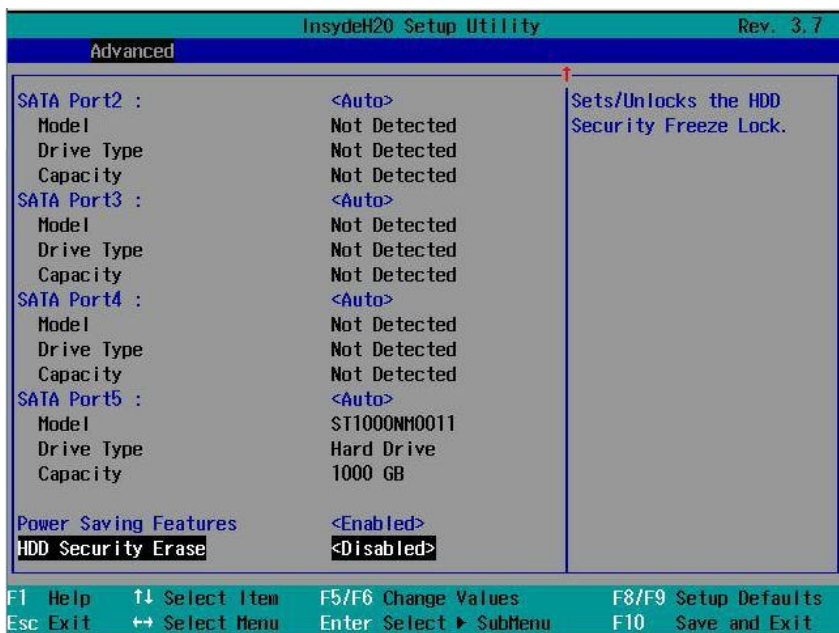 InsydeH20 Setup Utility Rev. 3.7
Advanced
SATA Port2 : <Auto>
Model Not Detected
Drive Type Not Detected
Capacity Not Detected
SATA Port3 : <Auto>
Model Not Detected
Drive Type Not Detected
Capacity Not Detected
SATA Port4 : <Auto>
Model Not Detected
Drive Type Not Detected
Capacity Not Detected
SATA Port5 : <Auto>
Model ST1000NM0011
Drive Type Hard Drive
Capacity 1000 GB
Power Saving Features <Enabled>
HDD Security Erase <Disabled>
Sets/Unlocks the HDD
Security Freeze Lock.
F1 Help ↑↓ Select Item F5/F6 Change Values F8/F9 Setup Defaults
Esc Exit ↔ Select Menu Enter Select ▶ SubMenu F10 Save and Exit